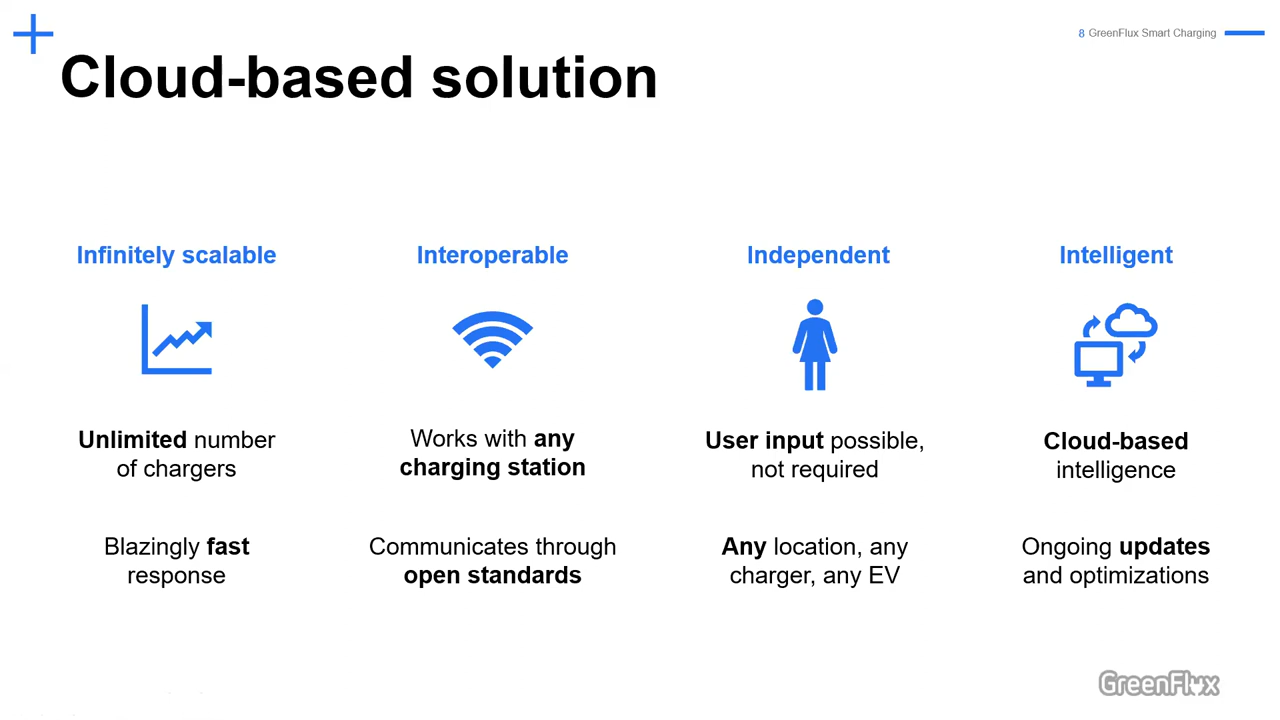 8 GreenFlux Smart Charging
Cloud-based solution
Infinitely scalable
Unlimited number
of chargers
Blazingly fast
response
Interoperable
Works with any
charging station
Communicates through
open standards
Independent
User input possible,
not required
Any location, any
charger, any EV
Intelligent
Cloud-based
intelligence
Ongoing updates
and optimizations
GreenFlux